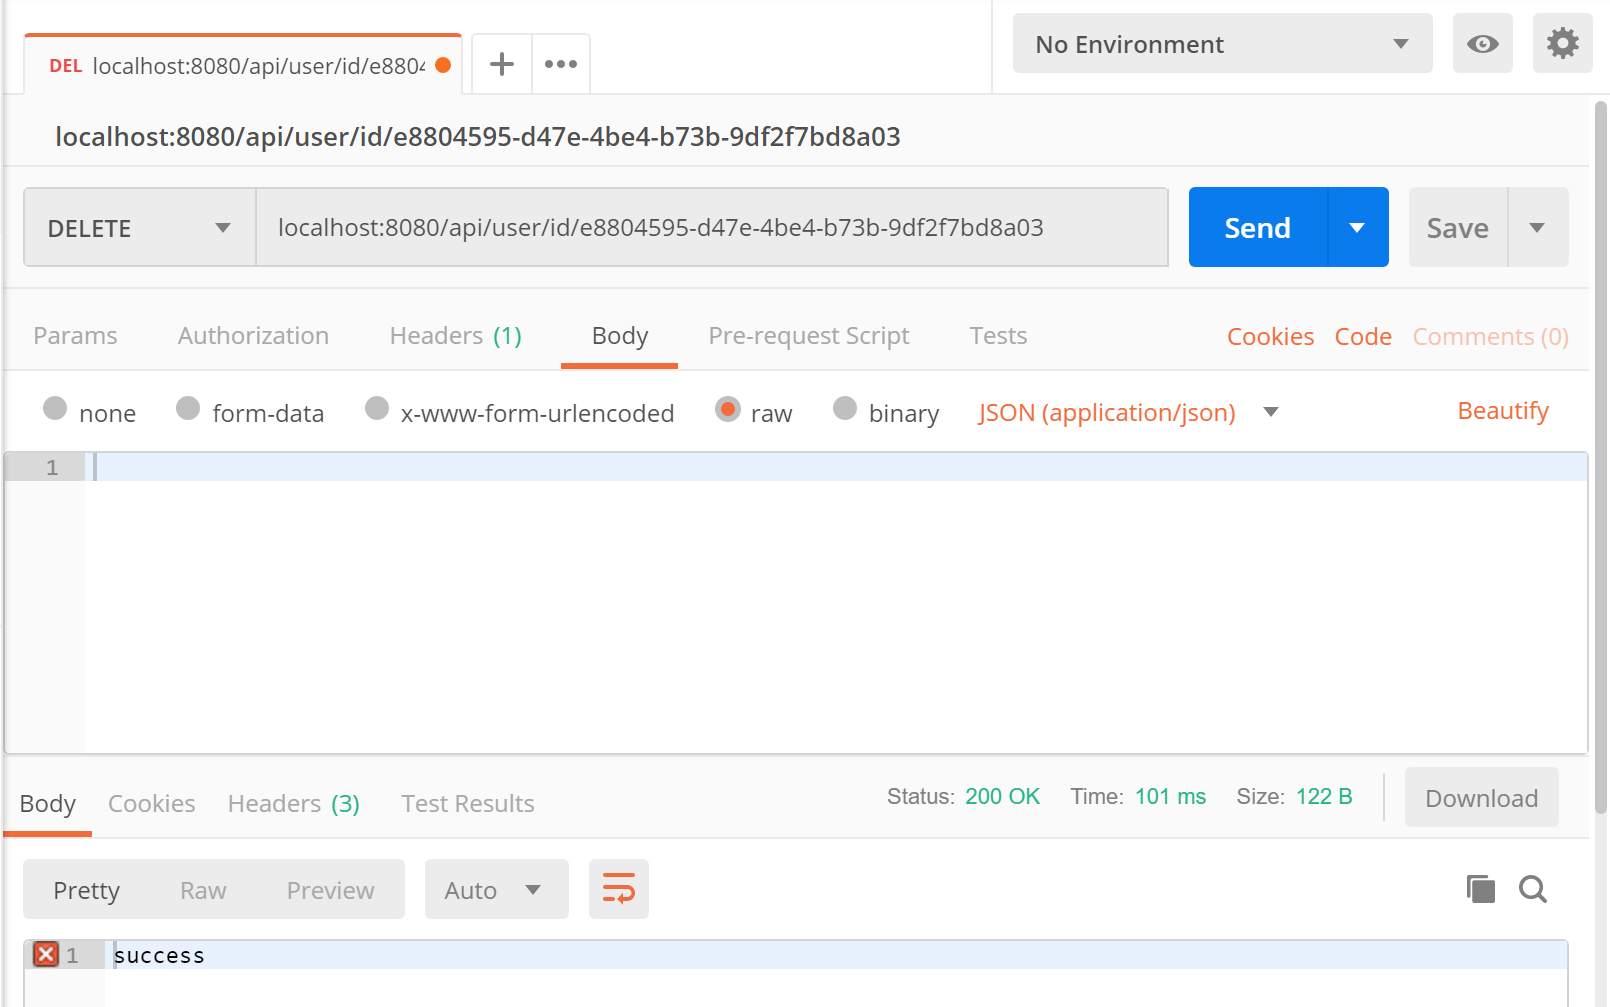 DEL localhost:8080/api/user/id/e8804
No Environment
localhost:8080/api/user/id/e8804595-d47e-4be4-b73b-9df2f7bd8a03
DELETE localhost:8080/api/user/id/e8804595-d47e-4be4-b73b-9df2f7bd8a03 Send Save
Params Authorization Headers (1) Body Pre-request Script Tests Cookies Code Comments (0)
none form-data x-www-form-urlencoded raw binary JSON (application/json) Beautify
1
Body Cookies Headers (3) Test Results Status: 200 OK Time: 101 ms Size: 122 B Download
Pretty Raw Preview Auto
1 success